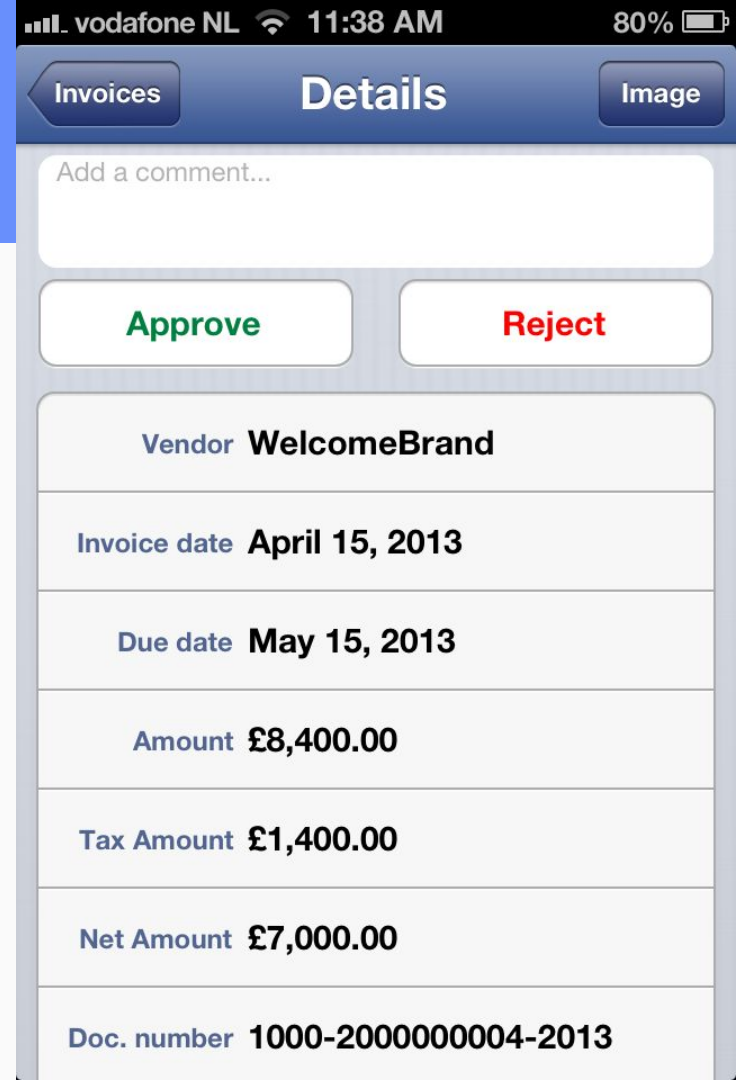 vodafone NL 11:38 AM 80%
Invoices Details Image
Add a comment...
Approve Reject
Vendor WelcomeBrand
Invoice date April 15, 2013
Due date May 15, 2013
Amount £8,400.00
Tax Amount £1,400.00
Net Amount £7,000.00
Doc. number 1000-2000000004-2013